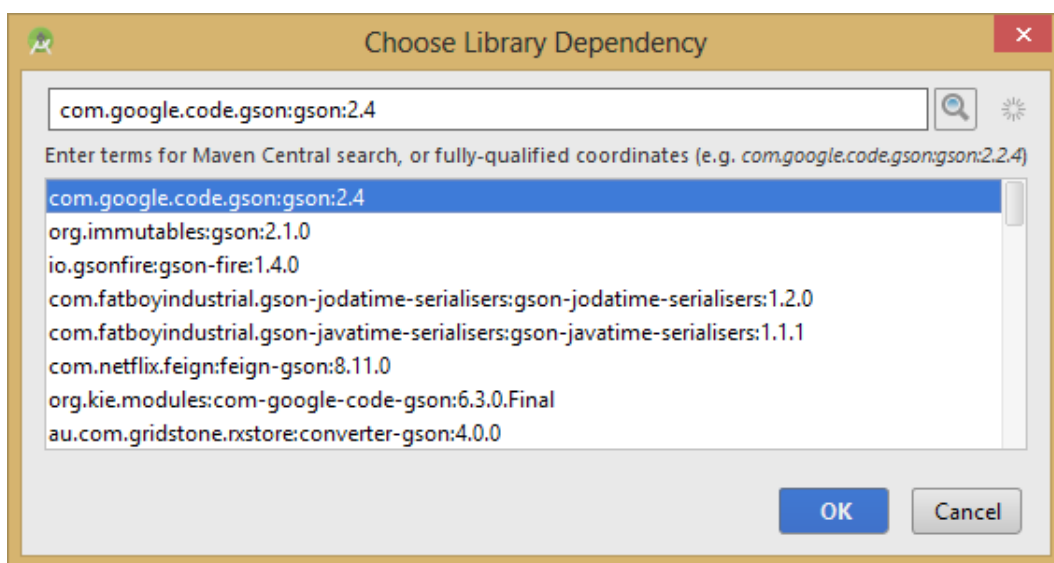 Choose Library Dependency
com.google.code.gson:gson:2.4
Enter terms for Maven Central search, or fully-qualified coordinates (e.g. com.google.code.gson:gson:2.2.4)
com.google.code.gson:gson:2.4
org.immutables:gson:2.1.0
io.gsonfire:gson-fire:1.4.0
com.fatboyindustrial.gson-jodatime-serialisers:gson-jodatime-serialisers:1.2.0
com.fatboyindustrial.gson-javatime-serialisers:gson-javatime-serialisers:1.1.1
com.netflix.feign:feign-gson:8.11.0
org.kie.modules:com-google-code-gson:6.3.0.Final
au.com.gridstone.rxstore:converter-gson:4.0.0
OK Cancel